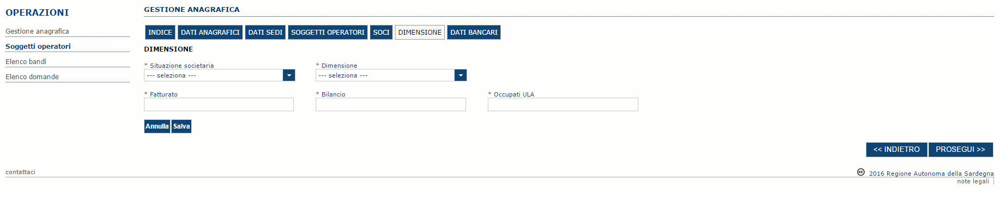 OPERAZIONI
Gestione anagrafica
Soggetti operatori
Elenco bandi
Elenco domande
GESTIONE ANAGRAFICA
INDICE DATI ANAGRAFICI DATI SEDI SOGGETTI OPERATORI SOCI DIMENSIONE DATI BANCARI
DIMENSIONE
* Situazione societaria * Dimensione
--- seleziona --- --- seleziona ---
* Fatturato * Bilancio * Occupati ULA
Annulla Salva
<< INDIETRO PROSEGUI >>
contattaci
cc 2016 Regione Autonoma della Sardegna
note legali